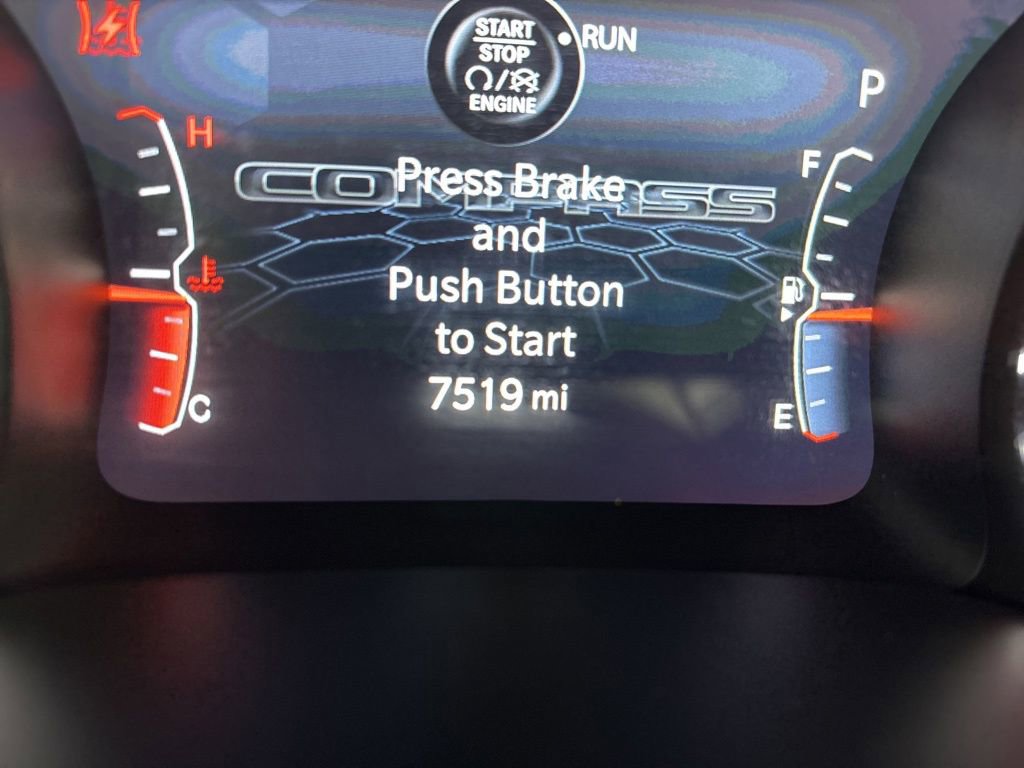 START
STOP
ENGINE
RUN
P
H
F
COMPASS
Press Brake
and
Push Button
to Start
7519 mi
C
E